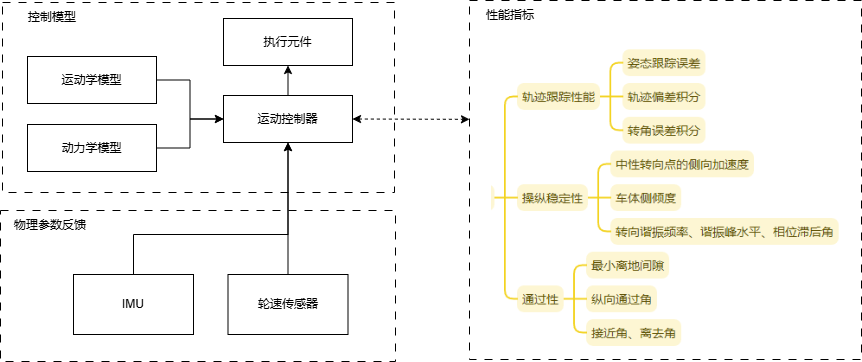 控制模型
执行元件
运动学模型
运动控制器
动力学模型
物理参数反馈
IMU
轮速传感器
性能指标
轨迹跟踪性能
姿态跟踪误差
轨迹偏差积分
转角误差积分
操纵稳定性
中性转向点的侧向加速度
车体侧倾度
转向谐振频率、谐振峰水平、相位滞后角
通过性
最小离地间隙
纵向通过角
接近角、离去角